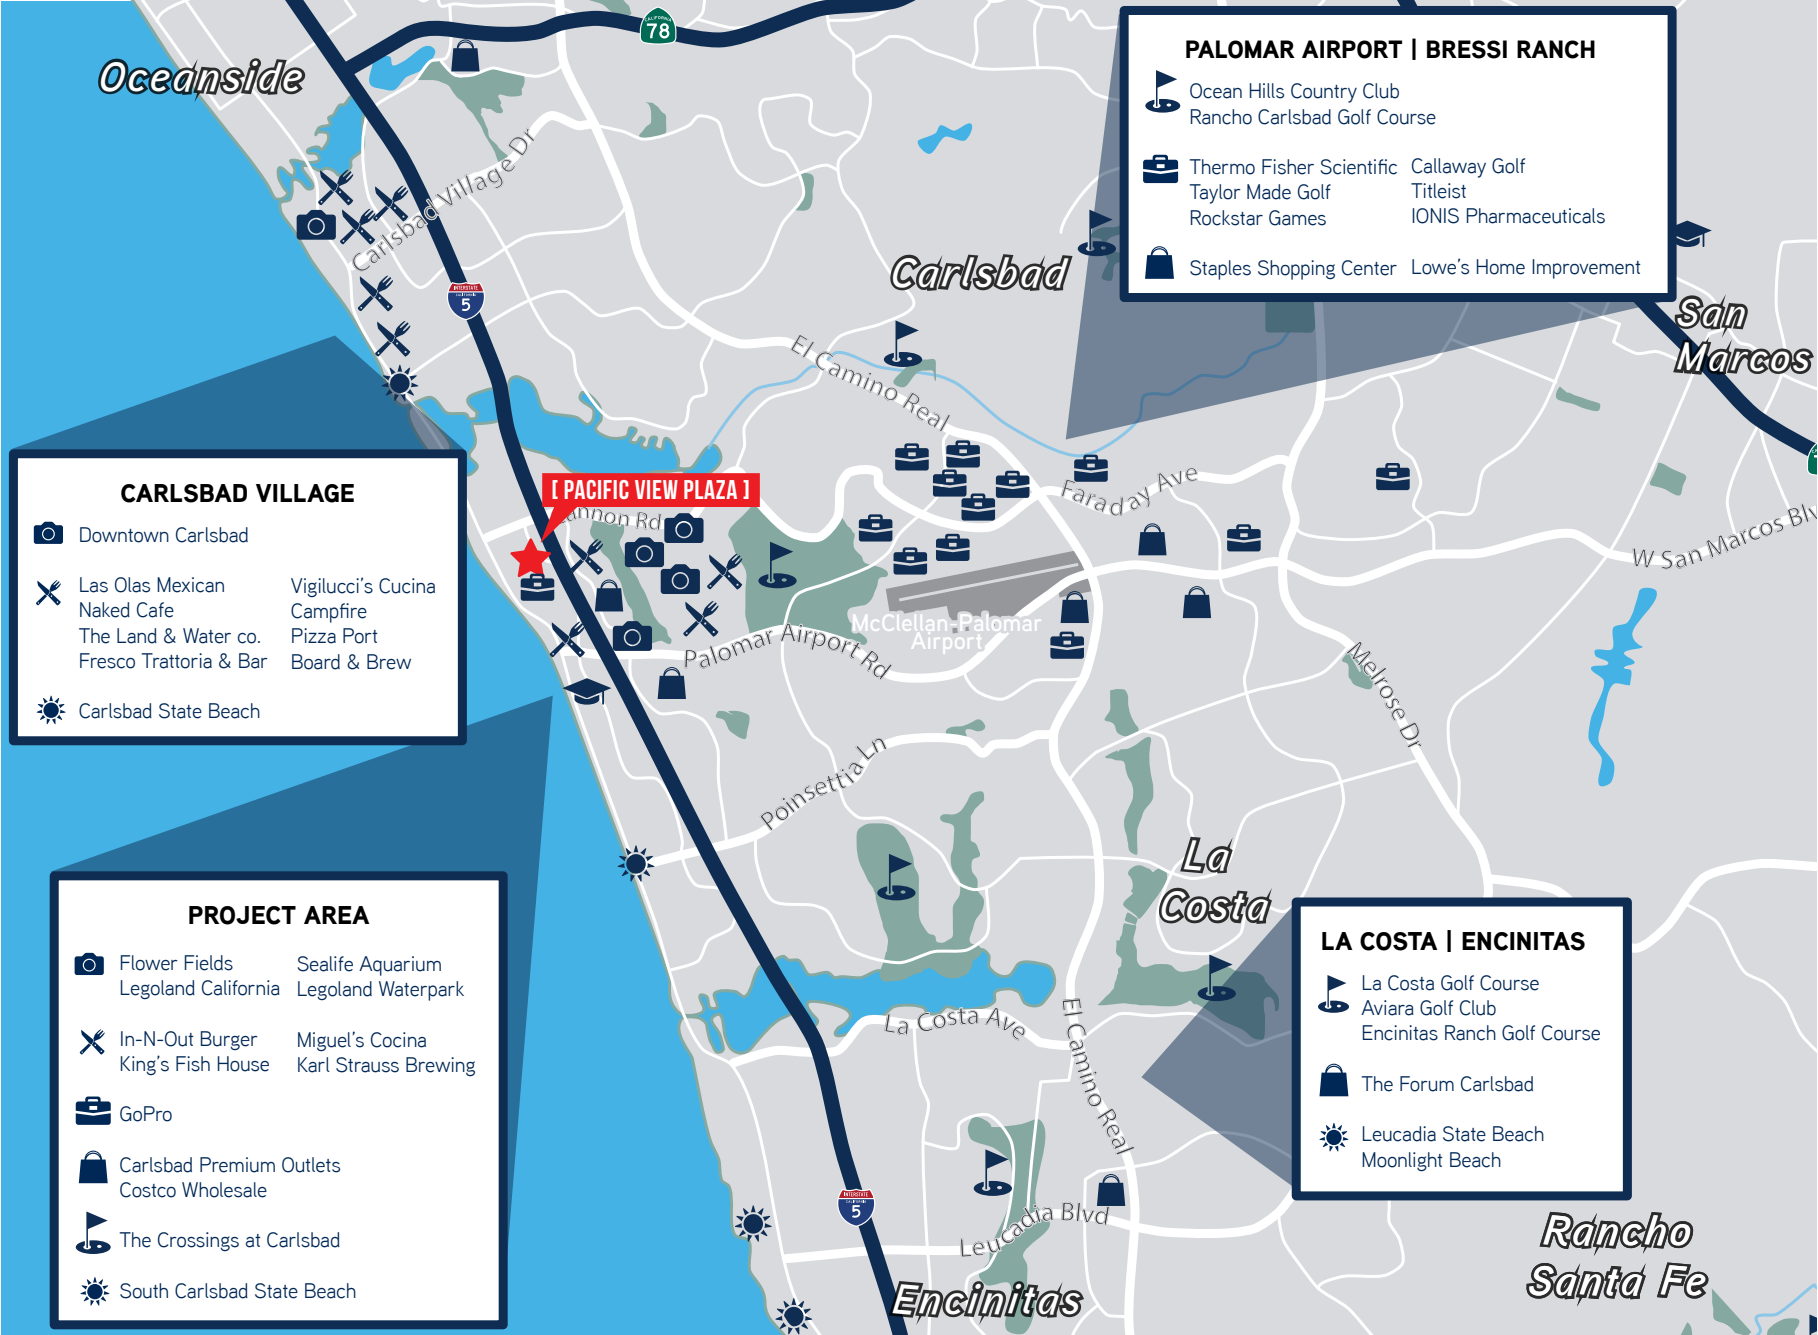 CALIFORNIA
78
Oceanside
PALOMAR AIRPORT | BRESSI RANCH
Ocean Hills Country Club
Rancho Carlsbad Golf Course
Thermo Fisher Scientific
Taylor Made Golf
Rockstar Games
Callaway Golf
Titleist
IONIS Pharmaceuticals
Staples Shopping Center
Lowe's Home Improvement
Carlsbad Village Dr
Carlsbad
INTERSTATE
CALIFORNIA
5
San
Marcos
El Camino Real
CARLSBAD VILLAGE
Downtown Carlsbad
Las Olas Mexican
Naked Cafe
The Land & Water co.
Fresco Trattoria & Bar
Vigilucci's Cucina
Campfire
Pizza Port
Board & Brew
Carlsbad State Beach
[ PACIFIC VIEW PLAZA ]
annon Rd
Faraday Ave
W San Marcos Blv
McClellan-Palomar
Airport
Palomar Airport Rd
Melrose Dr
Poinsettia Ln
La
Costa
PROJECT AREA
Flower Fields
Legoland California
Sealife Aquarium
Legoland Waterpark
In-N-Out Burger
King's Fish House
Miguel's Cocina
Karl Strauss Brewing
GoPro
Carlsbad Premium Outlets
Costco Wholesale
The Crossings at Carlsbad
South Carlsbad State Beach
LA COSTA | ENCINITAS
La Costa Golf Course
Aviara Golf Club
Encinitas Ranch Golf Course
The Forum Carlsbad
Leucadia State Beach
Moonlight Beach
La Costa Ave
El Camino Real
INTERSTATE
CALIFORNIA
5
Leucadia Blvd
Encinitas
Rancho
Santa Fe